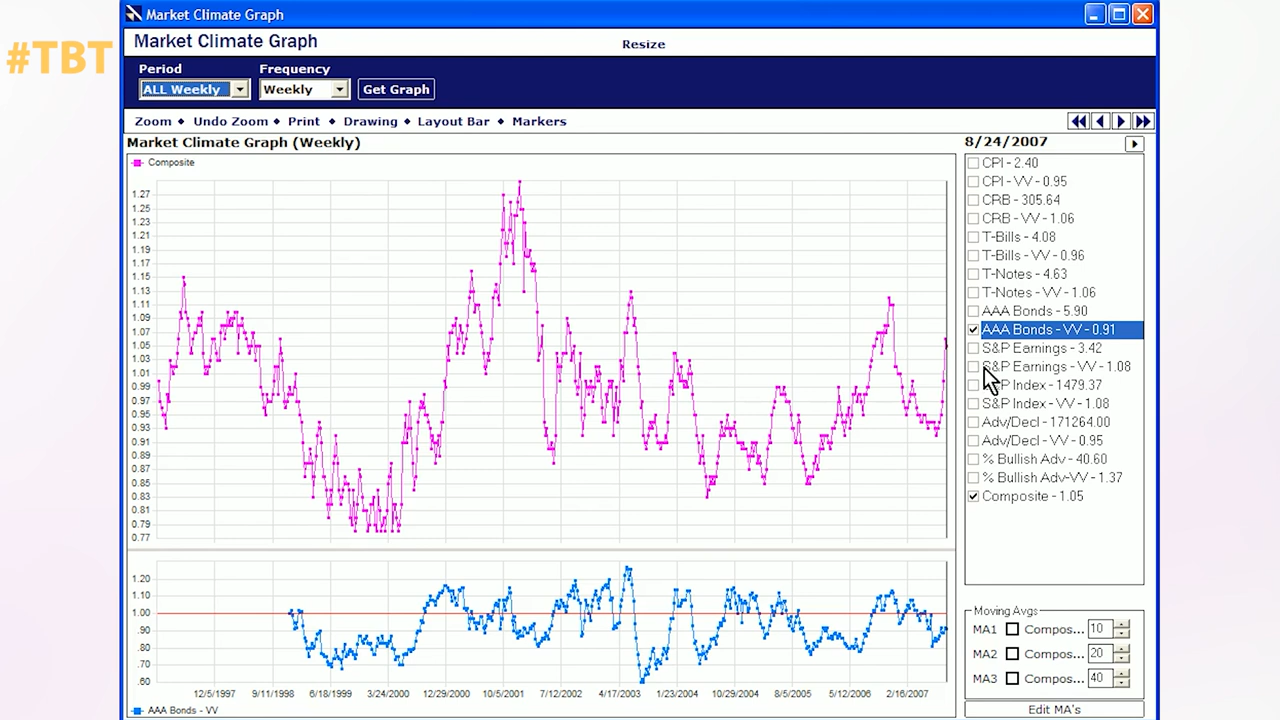 #TBT
Market Climate Graph
Market Climate Graph
Resize
Period Frequency
ALL Weekly Weekly Get Graph
Zoom ♦ Undo Zoom ♦ Print ♦ Drawing ♦ Layout Bar ♦ Markers
Market Climate Graph (Weekly)
8/24/2007
Composite
1.27
1.25
1.23
1.21
1.19
1.17
1.15
1.13
1.11
1.09
1.07
1.05
1.03
1.01
0.99
0.97
0.95
0.93
0.91
0.89
0.87
0.85
0.83
0.81
0.79
0.77
1.20
1.10
1.00
.90
.80
.70
.60
12/5/1997 9/11/1998 6/18/1999 3/24/2000 12/29/2000 10/5/2001 7/12/2002 4/17/2003 1/23/2004 10/29/2004 8/5/2005 5/12/2006 2/16/2007
AAA Bonds - VV
CPI - 2.40
CPI - VV - 0.95
CRB - 305.64
CRB - VV - 1.06
T-Bills - 4.08
T-Bills - VV - 0.96
T-Notes - 4.63
T-Notes - VV - 1.06
AAA Bonds - 5.90
AAA Bonds - VV - 0.91
S&P Earnings - 3.42
S&P Earnings - VV - 1.08
S&P Index - 1479.37
S&P Index - VV - 1.08
Adv/Decl - 171264.00
Adv/Decl - VV - 0.95
% Bullish Adv - 40.60
% Bullish Adv-VV - 1.37
Composite - 1.05
Moving Avgs
MA1 Compos... 10
MA2 Compos... 20
MA3 Compos... 40
Edit MA's